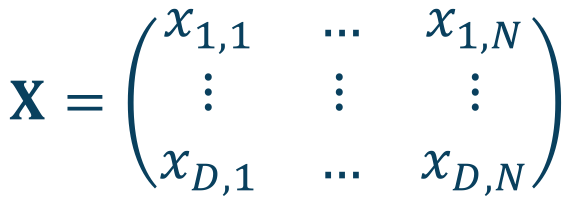 x_{1,1} ... x_{1,N}
X = ( ⋮ ⋮ ⋮ )
x_{D,1} ... x_{D,N}